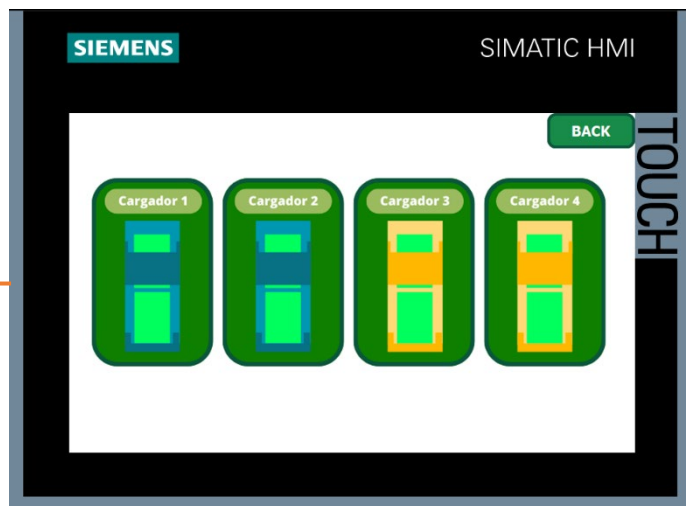 SIEMENS
SIMATIC HMI
BACK
TOUCH
Cargador 1
Cargador 2
Cargador 3
Cargador 4